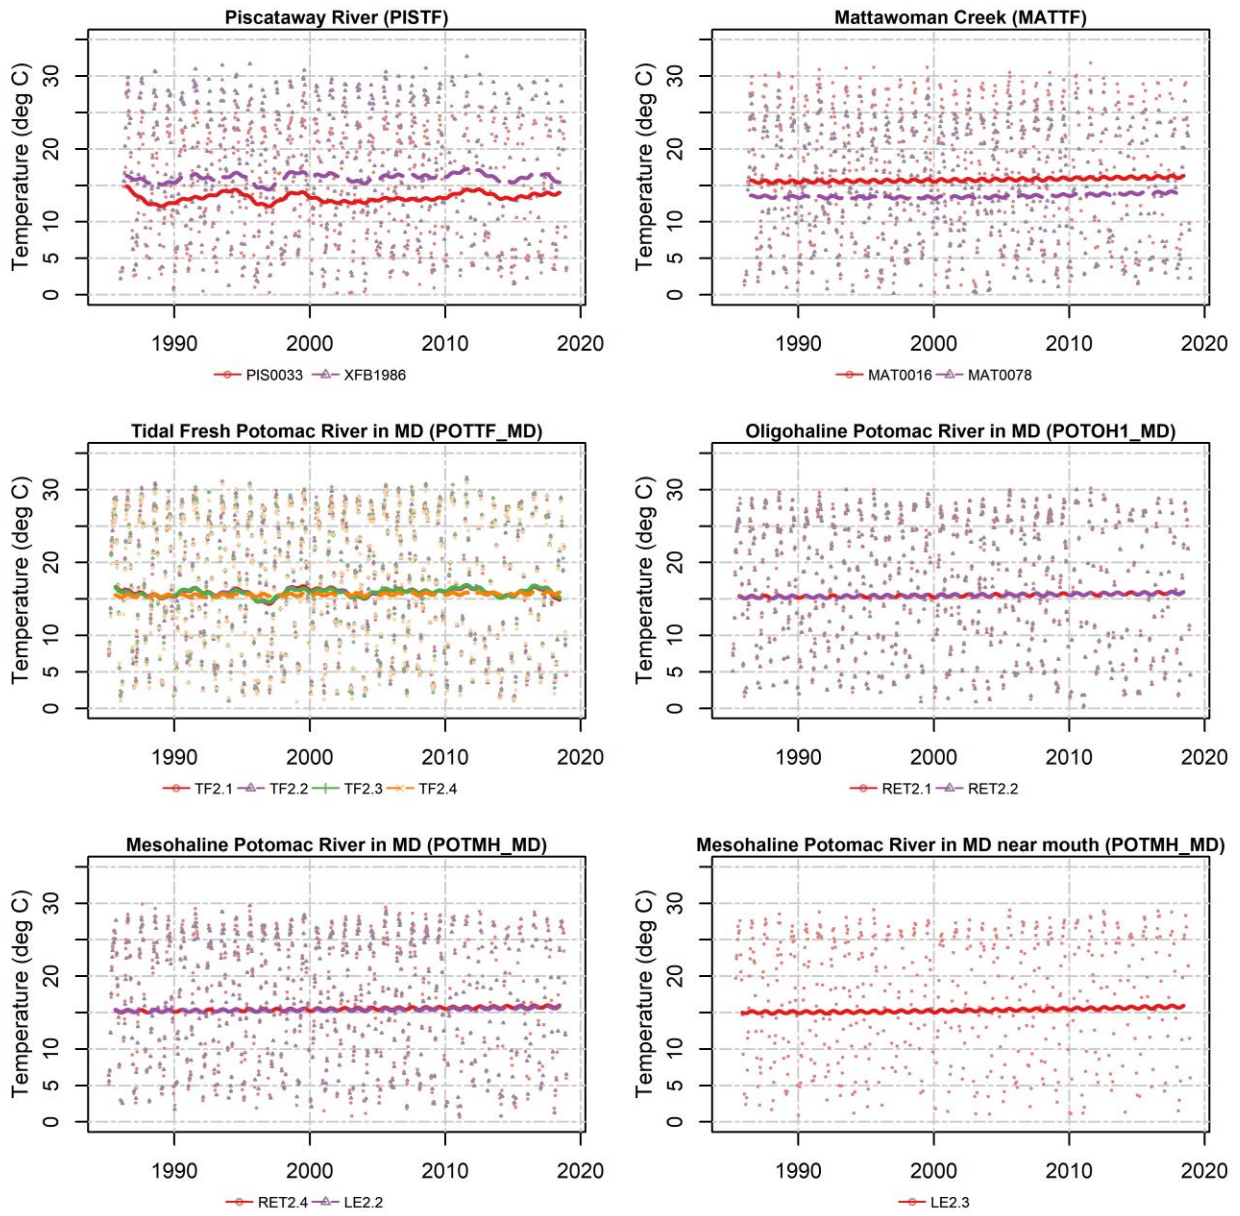 Piscataway River (PISTF)
Temperature (deg C)
30
20
10
5
0
1990 2000 2010 2020
PIS0033 XFB1986
Mattawoman Creek (MATTF)
Temperature (deg C)
30
20
10
5
0
1990 2000 2010 2020
MAT0016 MAT0078
Tidal Fresh Potomac River in MD (POTTF_MD)
Temperature (deg C)
30
20
10
5
0
1990 2000 2010 2020
TF2.1 TF2.2 TF2.3 TF2.4
Oligohaline Potomac River in MD (POTOH1_MD)
Temperature (deg C)
30
20
10
5
0
1990 2000 2010 2020
RET2.1 RET2.2
Mesohaline Potomac River in MD (POTMH_MD)
Temperature (deg C)
30
20
10
5
0
1990 2000 2010 2020
RET2.4 LE2.2
Mesohaline Potomac River in MD near mouth (POTMH_MD)
Temperature (deg C)
30
20
10
5
0
1990 2000 2010 2020
LE2.3